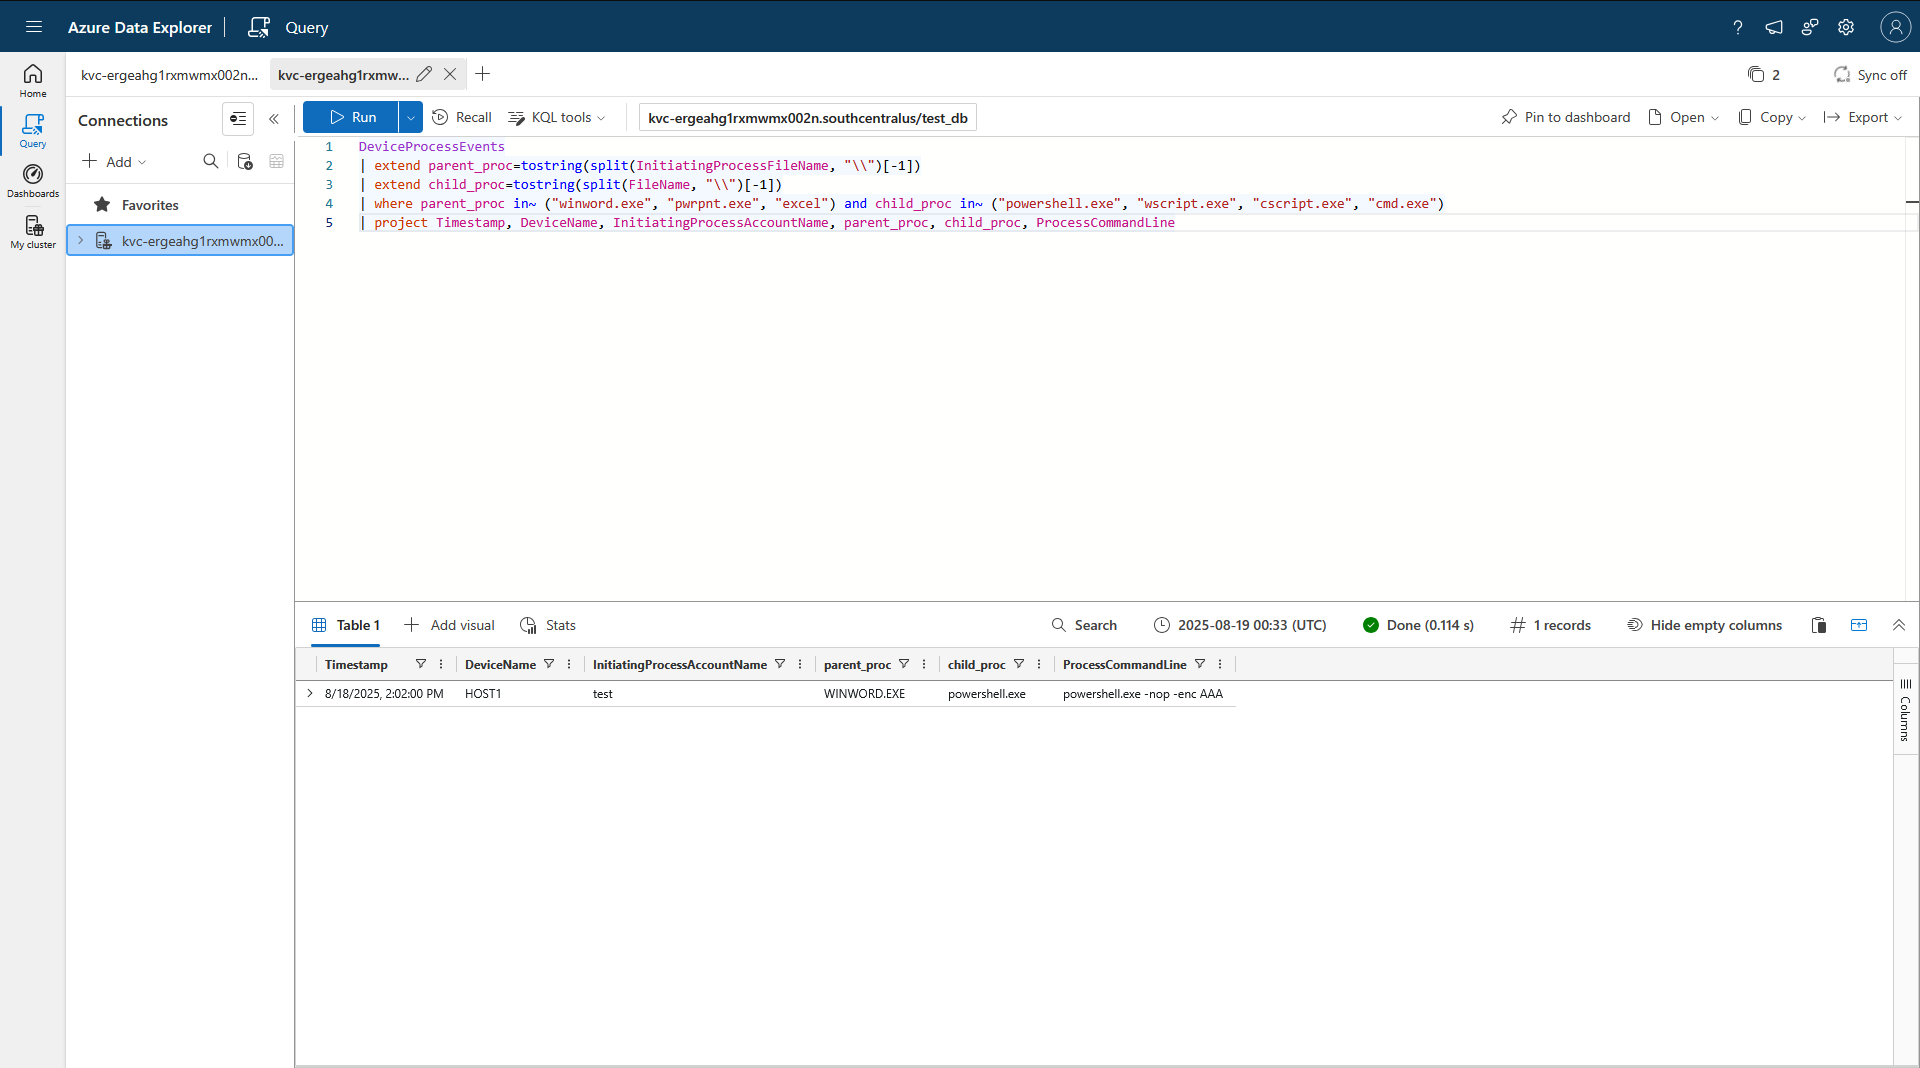 Azure Data Explorer
Query
Home
Query
Dashboards
My cluster
kvc-ergeahg1rxmwmx002n...
kvc-ergeahg1rxmw...
2
Sync off
Connections
Add
Favorites
kvc-ergeahg1rxmwmx00...
Run
Recall
KQL tools
kvc-ergeahg1rxmwmx002n.southcentralus/test_db
Pin to dashboard
Open
Copy
Export
1 DeviceProcessEvents
2 | extend parent_proc=tostring(split(InitiatingProcessFileName, "\\")[-1])
3 | extend child_proc=tostring(split(FileName, "\\")[-1])
4 | where parent_proc in~ ("winword.exe", "pwrpnt.exe", "excel") and child_proc in~ ("powershell.exe", "wscript.exe", "cscript.exe", "cmd.exe")
5 | project Timestamp, DeviceName, InitiatingProcessAccountName, parent_proc, child_proc, ProcessCommandLine
Table 1
Add visual
Stats
Search
2025-08-19 00:33 (UTC)
Done (0.114 s)
1 records
Hide empty columns
Timestamp DeviceName InitiatingProcessAccountName parent_proc child_proc ProcessCommandLine
8/18/2025, 2:02:00 PM HOST1 test WINWORD.EXE powershell.exe powershell.exe -nop -enc AAA
Columns